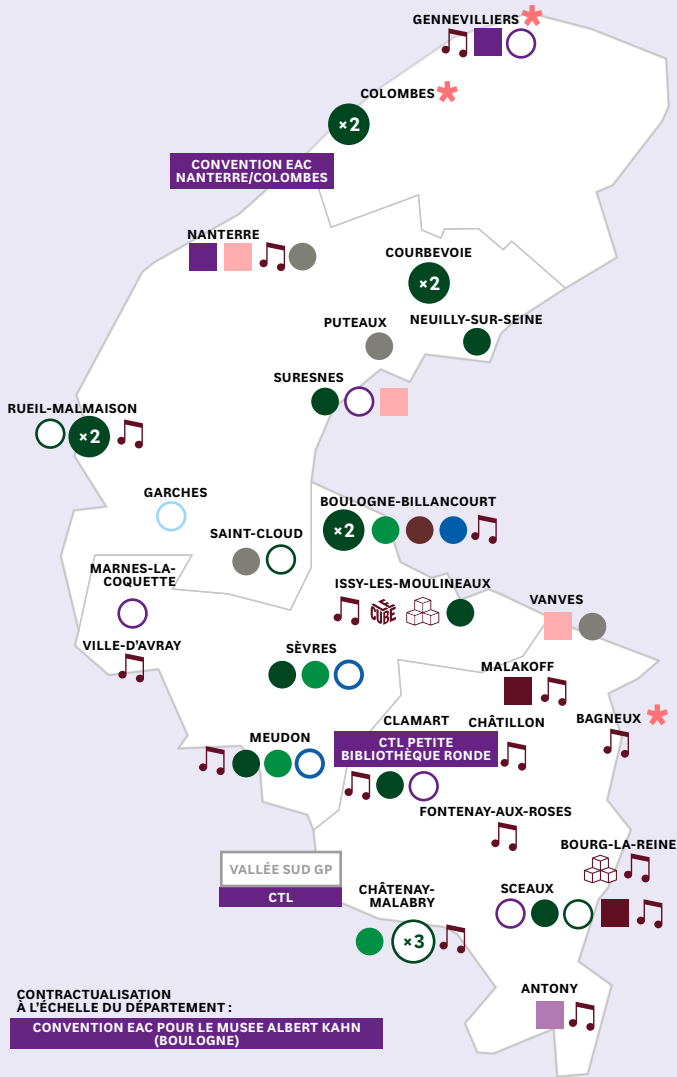 GENNEVILLIERS
COLOMBES
×2
CONVENTION EAC
NANTERRE/COLOMBES
NANTERRE
COURBEVOIE
×2
PUTEAUX
NEUILLY-SUR-SEINE
SURESNES
RUEIL-MALMAISON
×2
GARCHES
BOULOGNE-BILLANCOURT
×2
SAINT-CLOUD
MARNES-LA-
COQUETTE
ISSY-LES-MOULINEAUX
LE CUBE
VANVES
VILLE-D'AVRAY
SÈVRES
MALAKOFF
BAGNEUX
CLAMART
CHÂTILLON
MEUDON
CTL PETITE
BIBLIOTHÈQUE RONDE
FONTENAY-AUX-ROSES
BOURG-LA-REINE
VALLÉE SUD GP
CTL
CHÂTENAY-
MALABRY
×3
SCEAUX
ANTONY
CONTRACTUALISATION
À L'ÉCHELLE DU DÉPARTEMENT :
CONVENTION EAC POUR LE MUSEE ALBERT KAHN
(BOULOGNE)